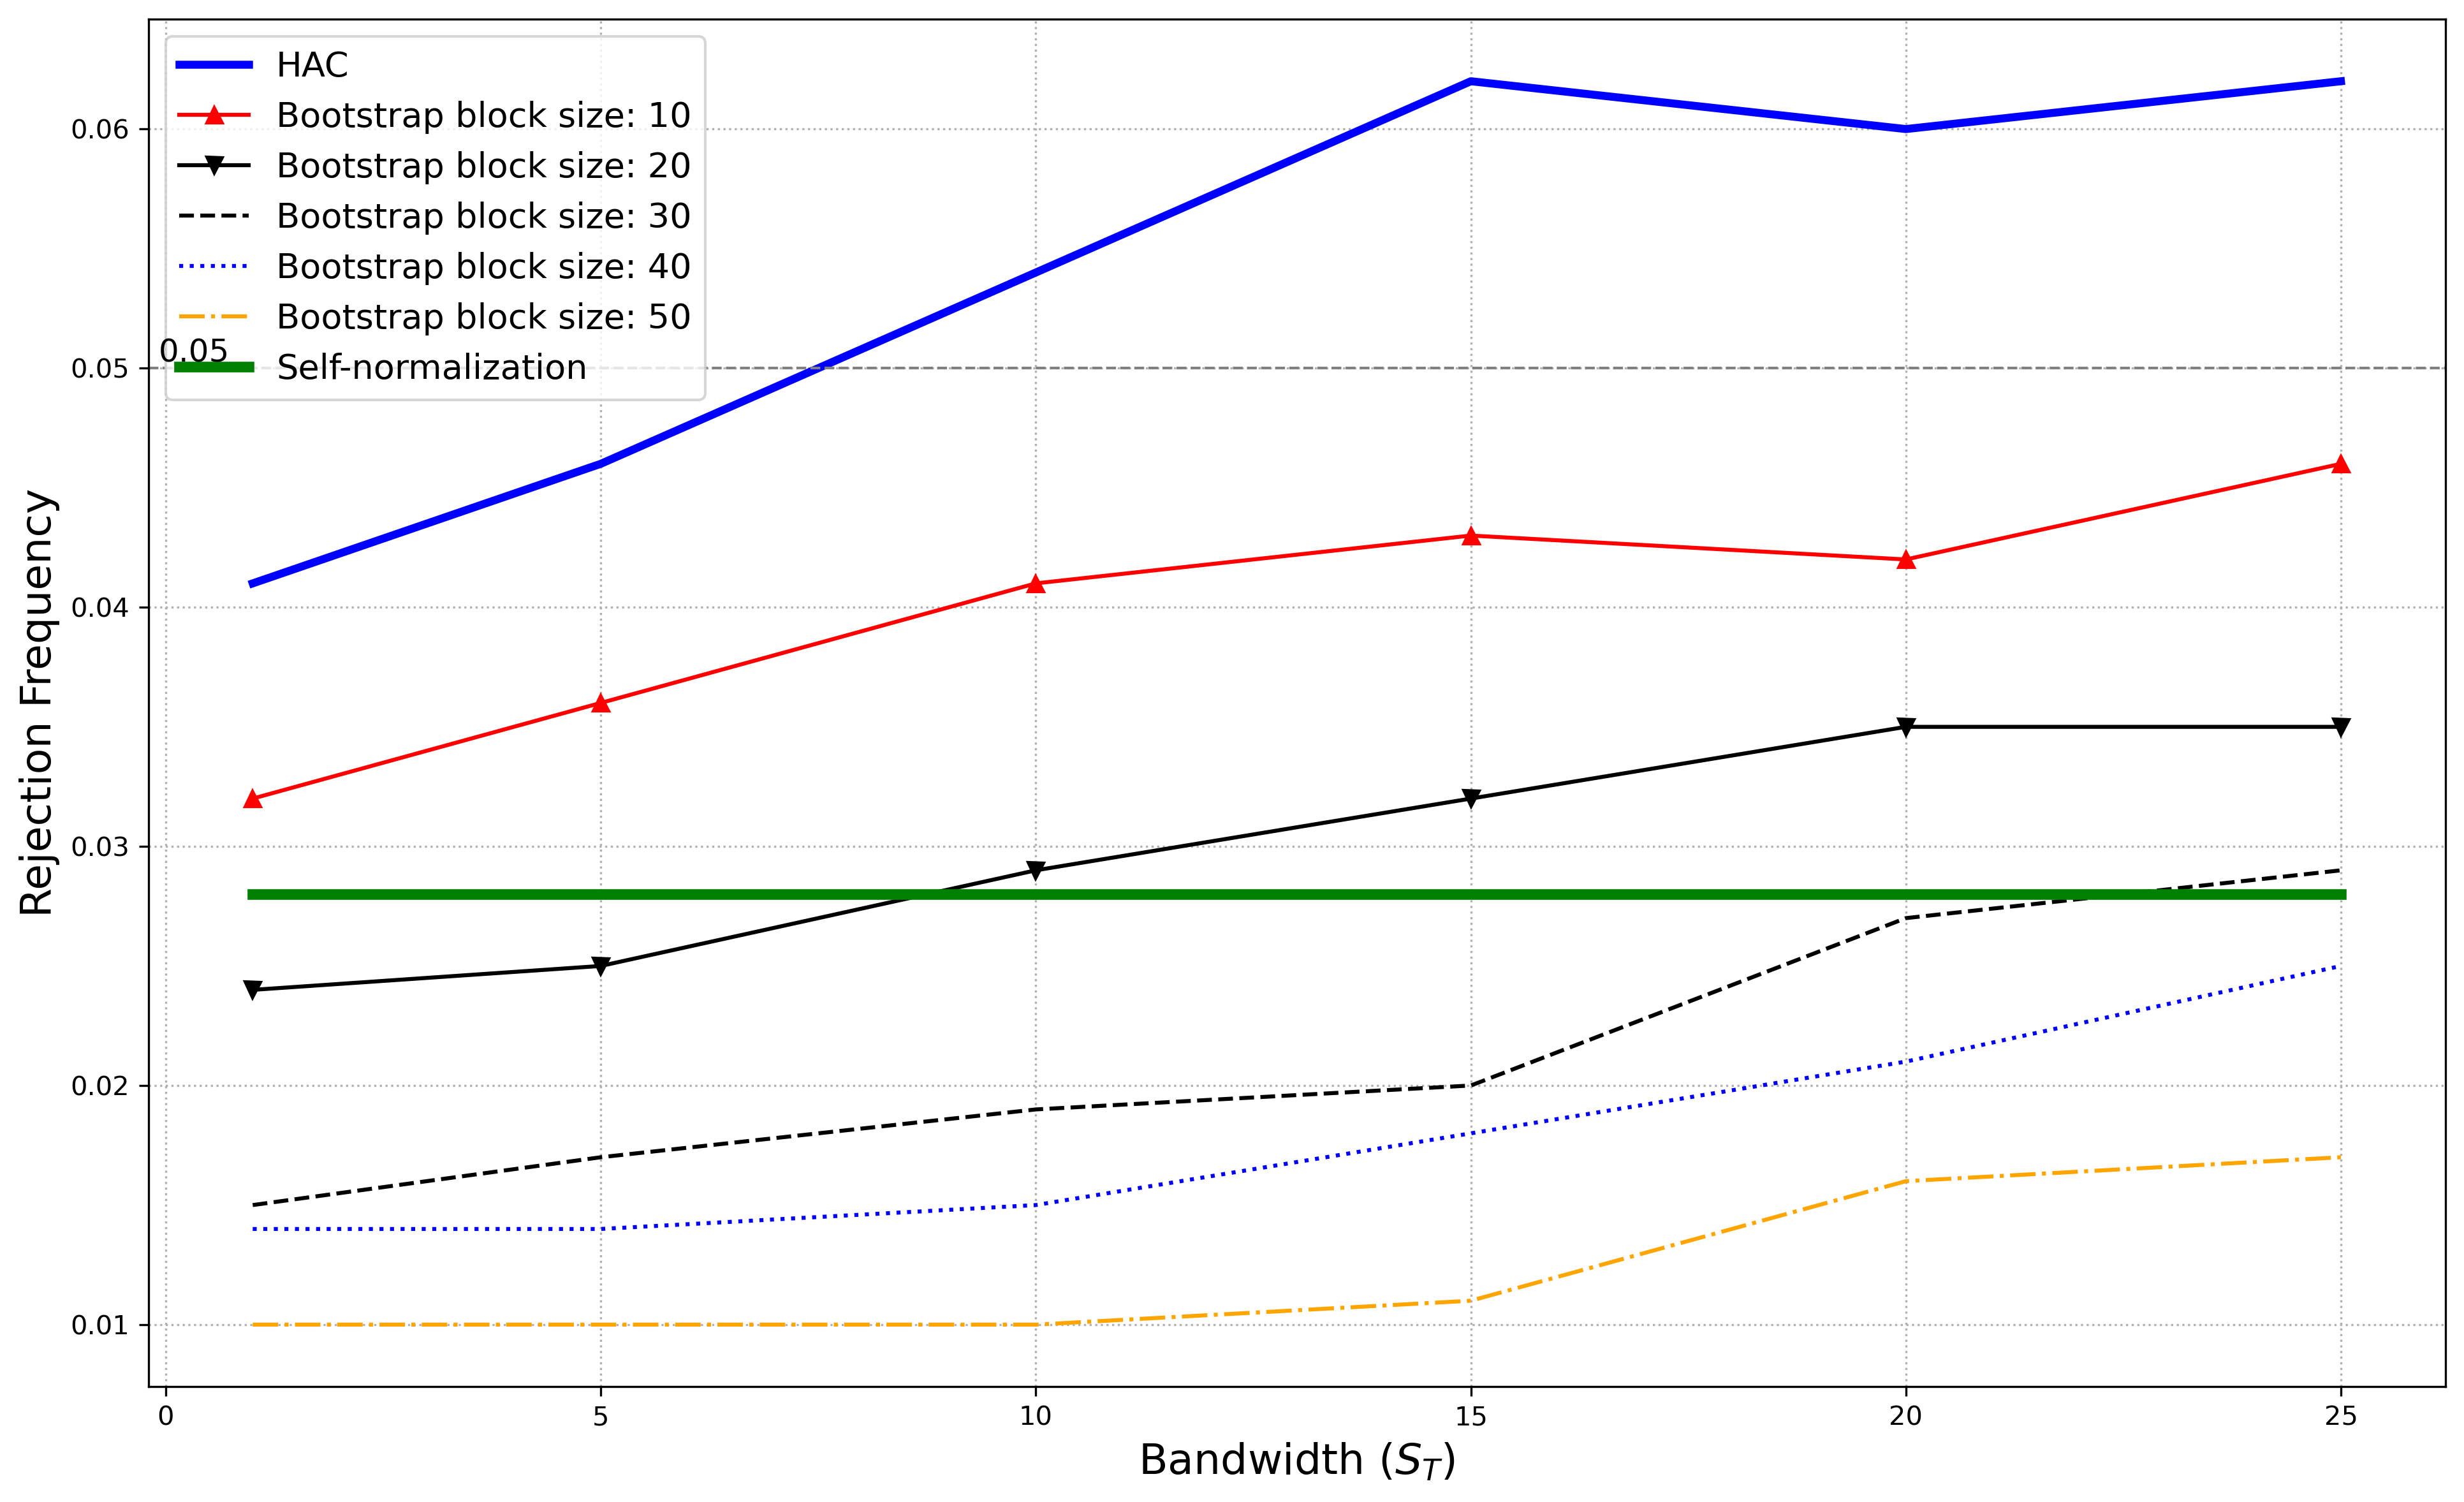 HAC
Bootstrap block size: 10
Bootstrap block size: 20
Bootstrap block size: 30
Bootstrap block size: 40
Bootstrap block size: 50
Self-normalization
0.05
0.06
0.05
0.04
0.03
0.02
0.01
Rejection Frequency
0 5 10 15 20 25
Bandwidth (S_T)